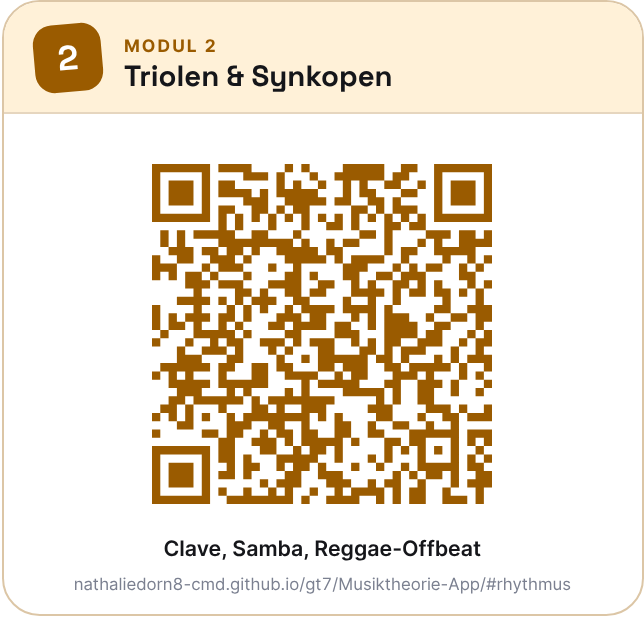 2
MODUL 2
Triolen & Synkopen
Clave, Samba, Reggae-Offbeat
nathaliedorn8-cmd.github.io/gt7/Musiktheorie-App/#rhythmus